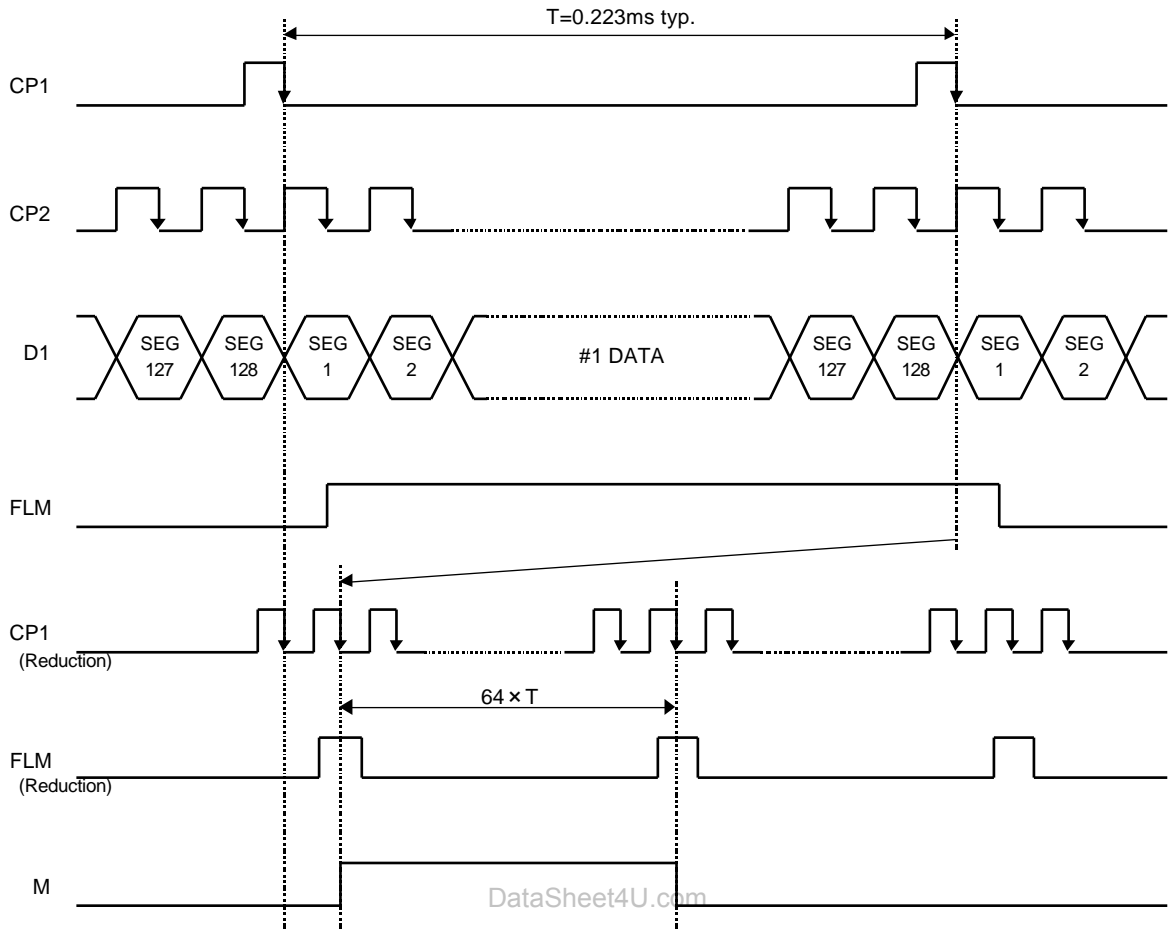 T=0.223ms typ.
CP1
CP2
D1
SEG 127
SEG 128
SEG 1
SEG 2
#1 DATA
SEG 127
SEG 128
SEG 1
SEG 2
FLM
CP1
(Reduction)
64×T
FLM
(Reduction)
M
DataSheet4U.com